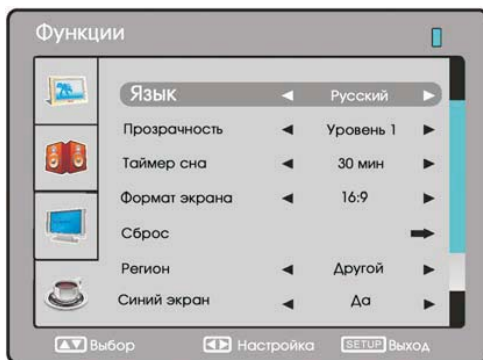 Функции
Язык Русский
Прозрачность Уровень 1
Таймер сна 30 мин
Формат экрана 16:9
Сброс
Регион Другой
Синий экран Да
Выбор Настройка SETUP Выход